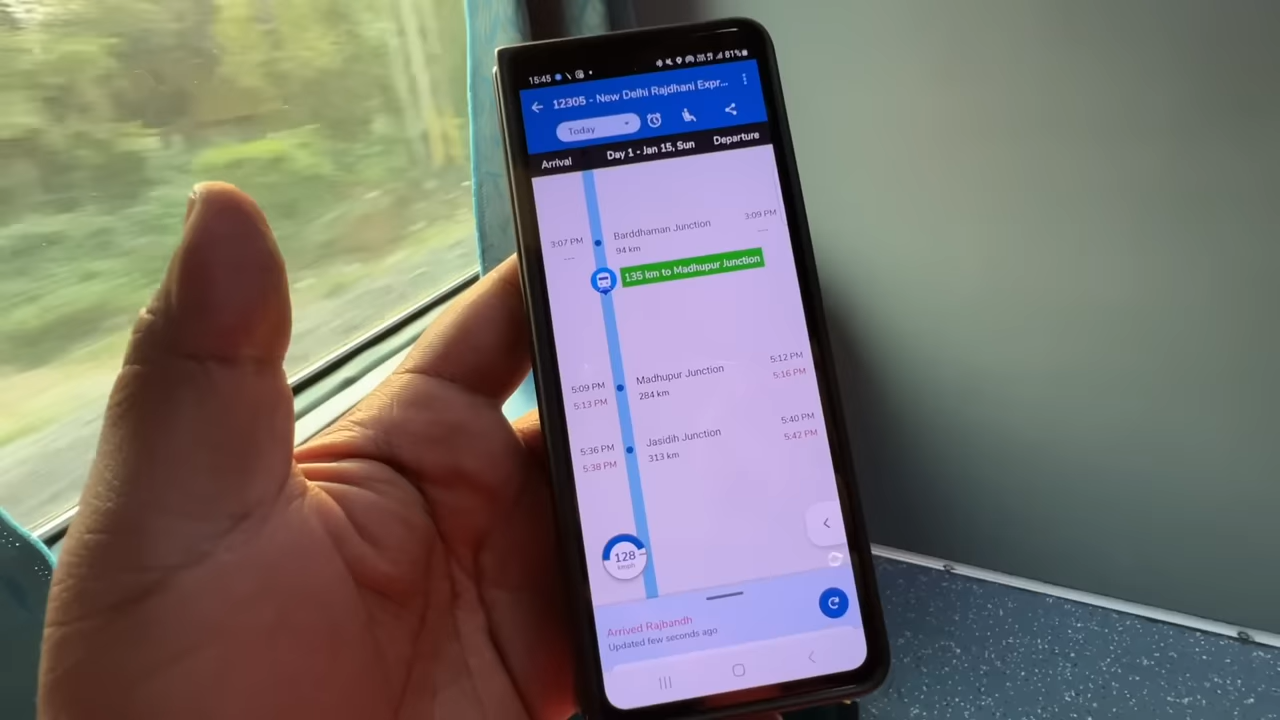 15:45 81%
12305 - New Delhi Rajdhani Expr...
Today
Arrival Day 1 - Jan 15, Sun Departure
3:07 PM Barddhaman Junction 3:09 PM
---- 94 km ----
135 km to Madhupur Junction
5:09 PM Madhupur Junction 5:12 PM
5:13 PM 284 km 5:16 PM
5:36 PM Jasidih Junction 5:40 PM
5:38 PM 313 km 5:42 PM
128
km/h
Arrived Rajbandh
Updated few seconds ago